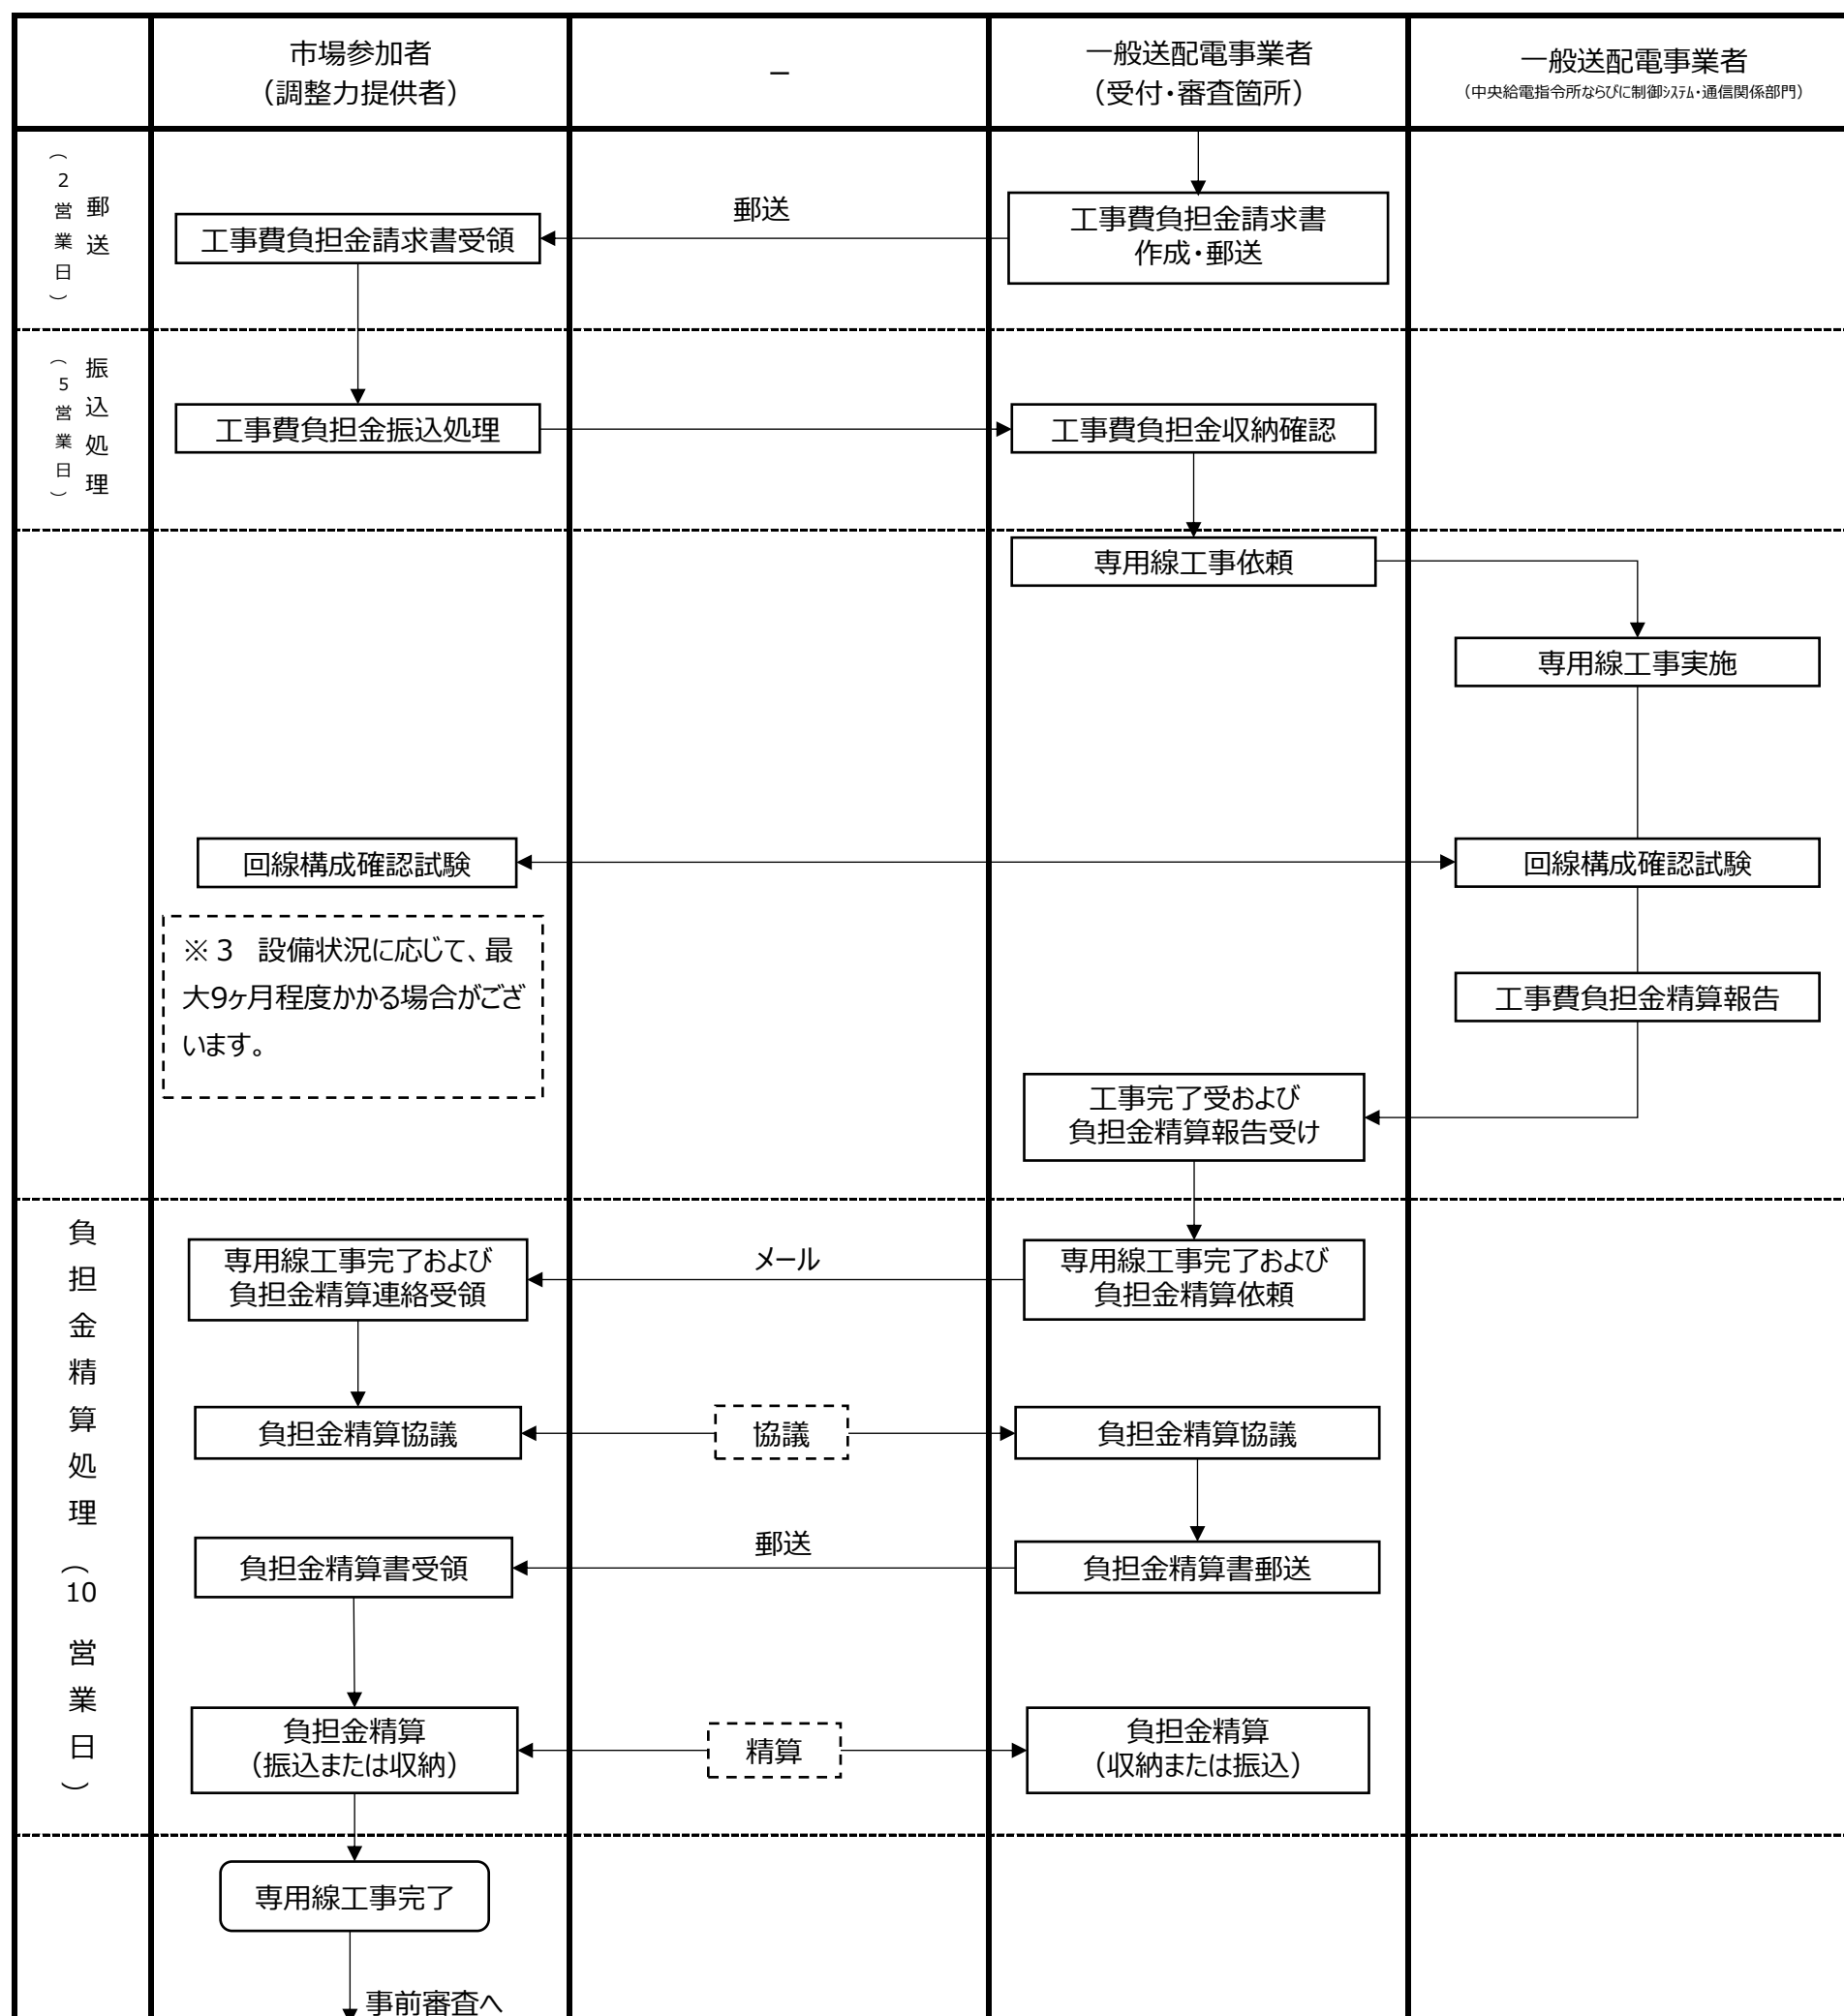 市場参加者
（調整力提供者）
－
一般送配電事業者
（受付・審査箇所）
一般送配電事業者
（中央給電指令所ならびに制御ｼｽﾃﾑ・通信関係部門）
郵送
（2営業日）
郵送
工事費負担金請求書
作成・郵送
工事費負担金請求書受領
振込処理
（5営業日）
工事費負担金振込処理
工事費負担金収納確認
専用線工事依頼
専用線工事実施
回線構成確認試験
回線構成確認試験
※３　設備状況に応じて、最
大9ヶ月程度かかる場合がござ
います。
工事費負担金精算報告
工事完了受および
負担金精算報告受け
負担金精算処理（10営業日）
専用線工事完了および
負担金精算連絡受領
メール
専用線工事完了および
負担金精算依頼
負担金精算協議
協議
負担金精算協議
負担金精算書受領
郵送
負担金精算書郵送
負担金精算
（振込または収納）
精算
負担金精算
（収納または振込）
専用線工事完了
事前審査へ